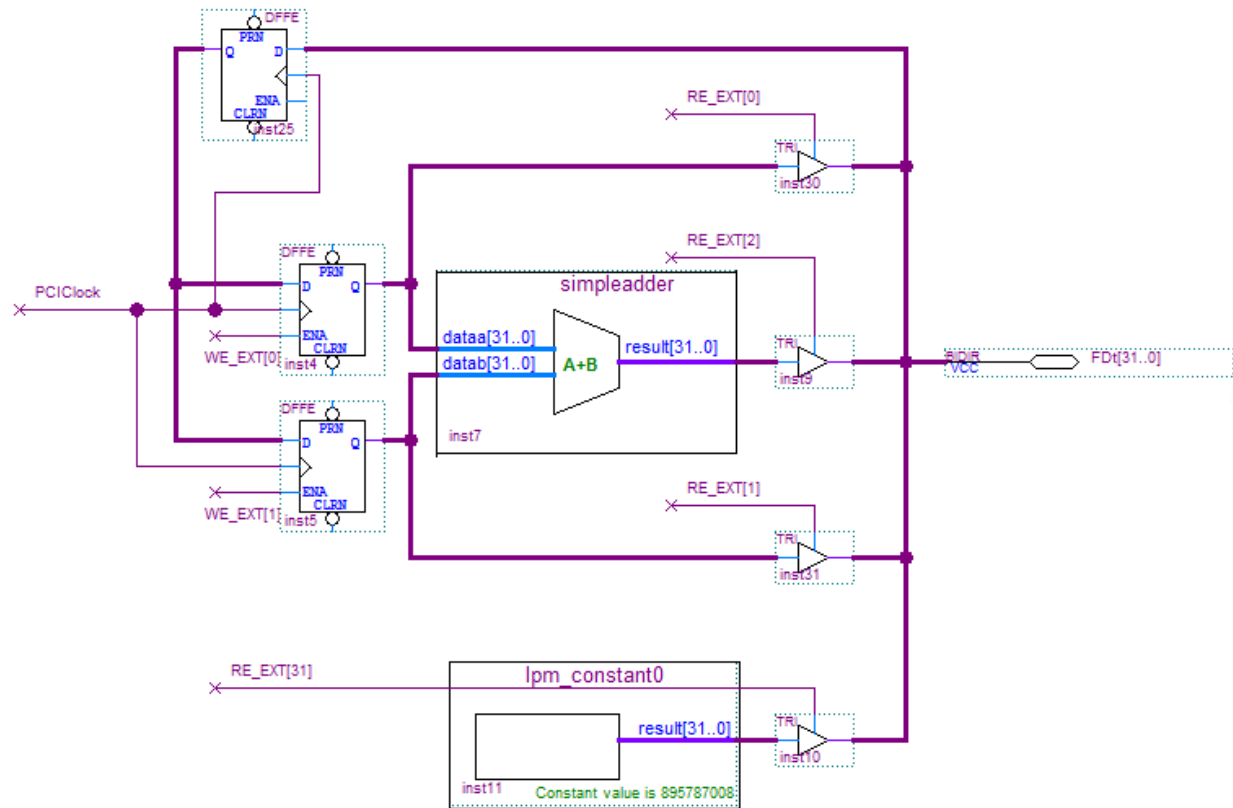 DFFE
PRN
Q D
ENA
CLRN
inst25
RE_EXT[0]
TRI
inst30
DFFE
PRN
D Q
ENA
CLRN
inst4
PCIClock
WE_EXT[0]
RE_EXT[2]
simpleadder
dataa[31..0]
datab[31..0]
A+B
result[31..0]
inst7
TRI
inst9
BIDIR
VCC
FDt[31..0]
DFFE
PRN
D Q
ENA
CLRN
inst5
WE_EXT[1]
RE_EXT[1]
TRI
inst31
RE_EXT[31]
lpm_constant0
result[31..0]
inst11
Constant value is 895787008
TRI
inst10